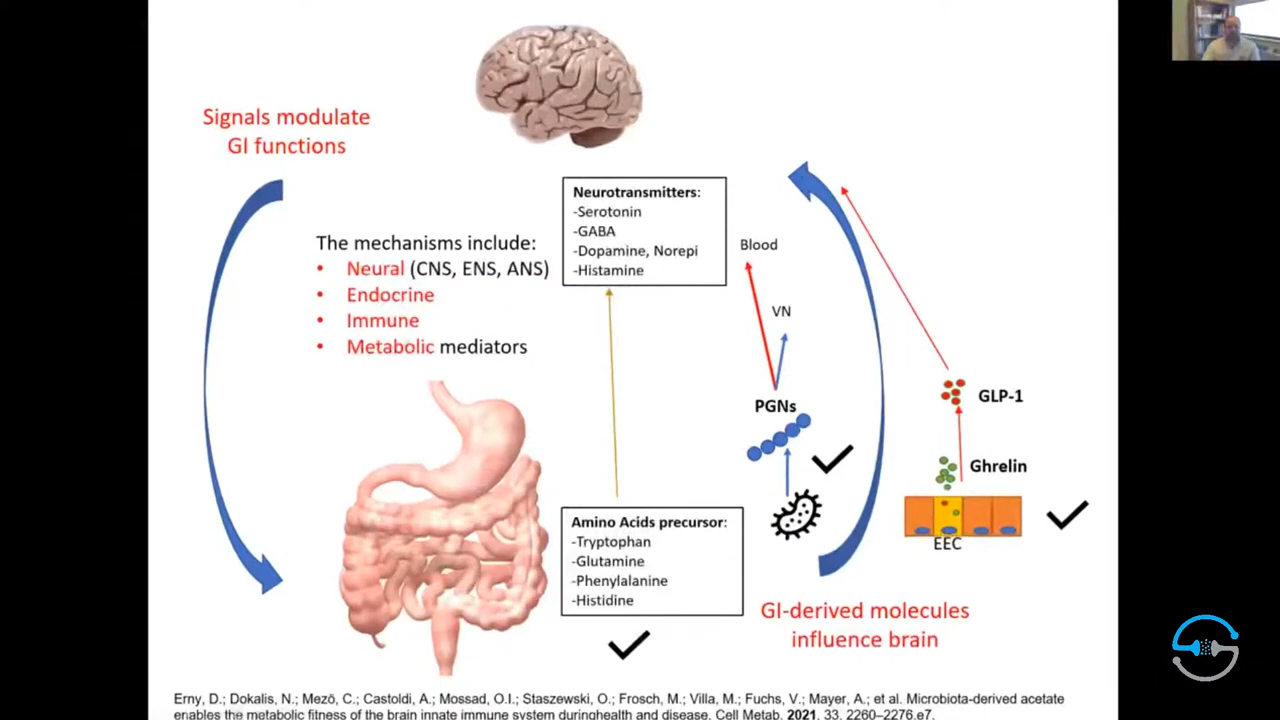 Signals modulate
GI functions
The mechanisms include:
• Neural (CNS, ENS, ANS)
• Endocrine
• Immune
• Metabolic mediators
Neurotransmitters:
-Serotonin
-GABA
-Dopamine, Norepi
-Histamine
Blood
VN
PGNs
GLP-1
Ghrelin
EEC
Amino Acids precursor:
-Tryptophan
-Glutamine
-Phenylalanine
-Histidine
GI-derived molecules
influence brain
Erny, D.; Dokalis, N.; Mezö, C.; Castoldi, A.; Mossad, O.I.; Staszewski, O.; Frosch, M.; Villa, M.; Fuchs, V.; Mayer, A.; et al. Microbiota-derived acetate
enables the metabolic fitness of the brain innate immune system duringhealth and disease. Cell Metab. 2021, 33, 2260–2276.e7.